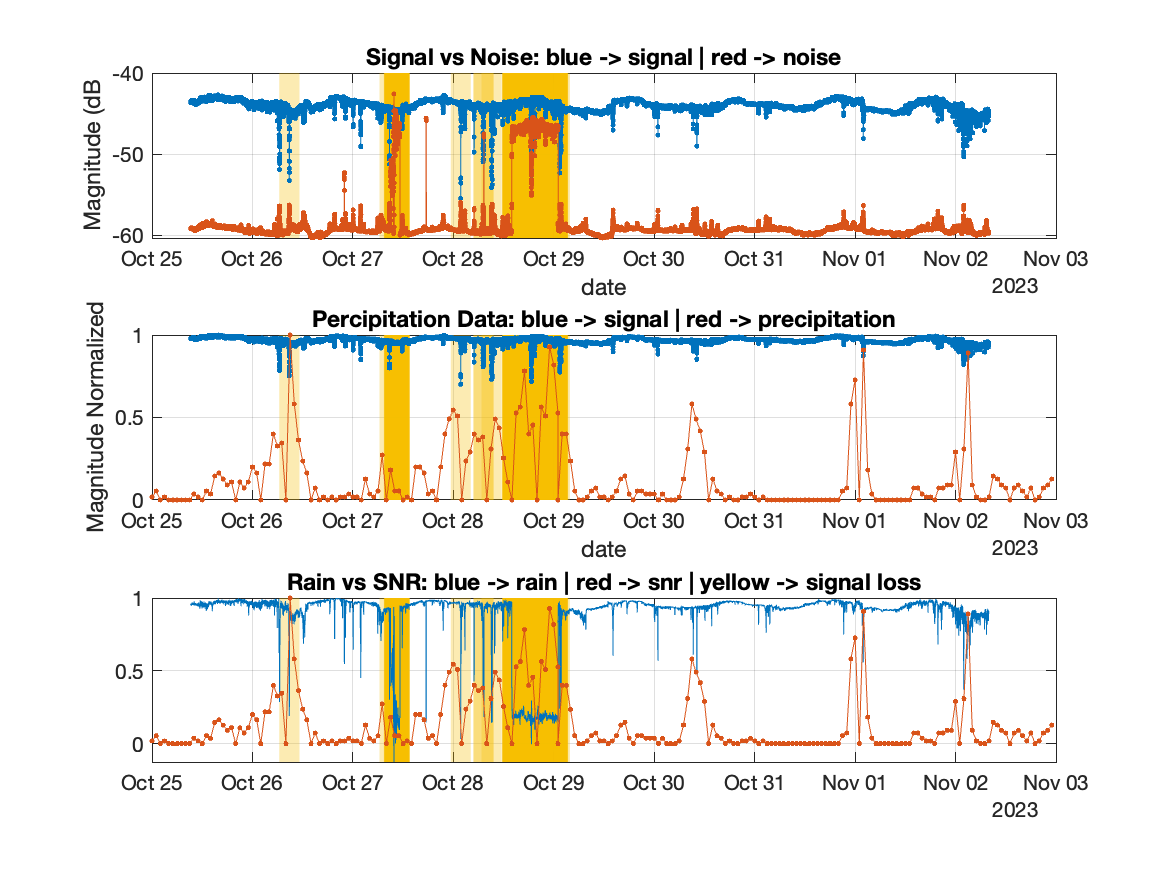 Signal vs Noise: blue -> signal | red -> noise
Magnitude (dB
-40
-50
-60
Oct 25 Oct 26 Oct 27 Oct 28 Oct 29 Oct 30 Oct 31 Nov 01 Nov 02 Nov 03
date
2023
Percipitation Data: blue -> signal | red -> precipitation
Magnitude Normalized
1
0.5
0
Oct 25 Oct 26 Oct 27 Oct 28 Oct 29 Oct 30 Oct 31 Nov 01 Nov 02 Nov 03
date
2023
Rain vs SNR: blue -> rain | red -> snr | yellow -> signal loss
1
0.5
0
Oct 25 Oct 26 Oct 27 Oct 28 Oct 29 Oct 30 Oct 31 Nov 01 Nov 02 Nov 03
2023